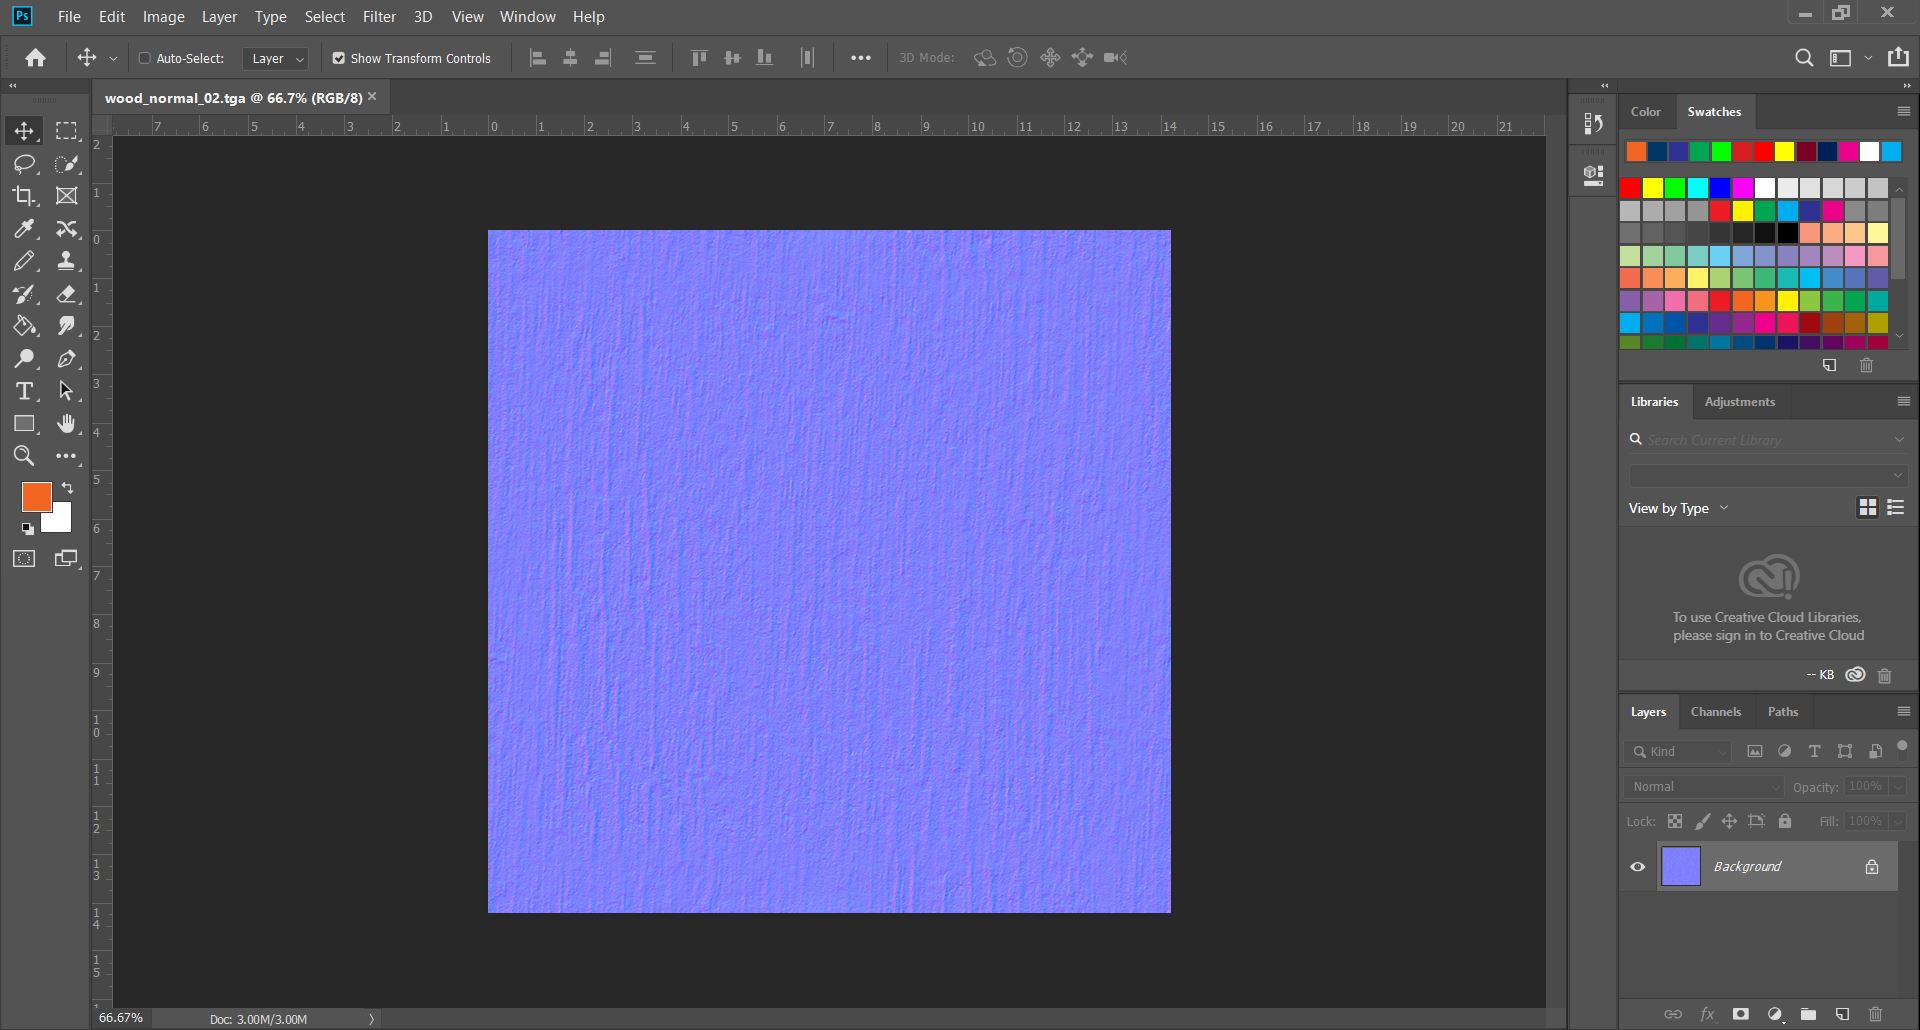 Ps File Edit Image Layer Type Select Filter 3D View Window Help
Auto-Select: Layer Show Transform Controls 3D Mode:
wood_normal_02.tga @ 66.7% (RGB/8)
7 6 5 4 3 2 1 0 1 2 3 4 5 6 7 8 9 10 11 12 13 14 15 16 17 18 19 20 21
2
1
0
1
2
3
4
5
6
7
8
9
10
11
12
13
14
15
Color Swatches
Libraries Adjustments
Search Current Library
View by Type
To use Creative Cloud Libraries,
please sign in to Creative Cloud
-- KB
Layers Channels Paths
Kind
Normal Opacity: 100%
Lock: Fill: 100%
Background
fx
66.67% Doc: 3.00M/3.00M